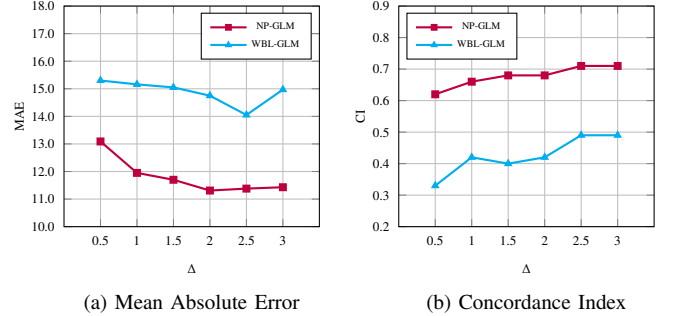 18.0
17.0
16.0
15.0
14.0
13.0
12.0
11.0
10.0
MAE
0.5 1 1.5 2 2.5 3
Δ
NP-GLM
WBL-GLM
(a) Mean Absolute Error
0.9
0.8
0.7
0.6
0.5
0.4
0.3
0.2
CI
0.5 1 1.5 2 2.5 3
Δ
NP-GLM
WBL-GLM
(b) Concordance Index